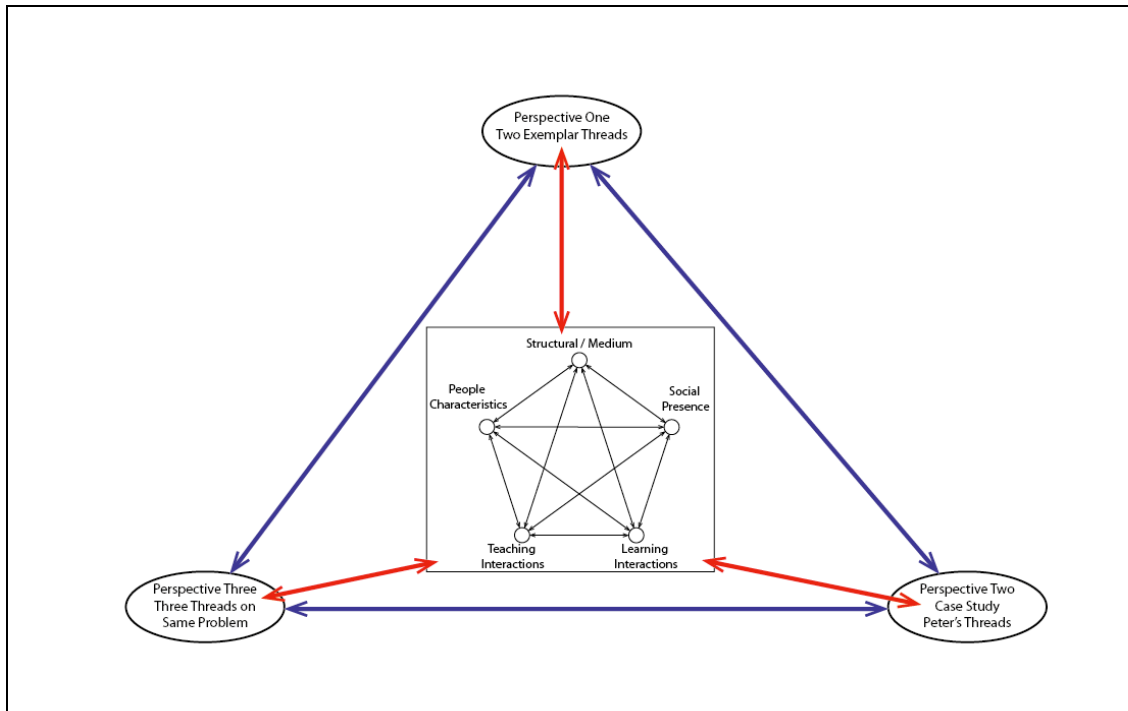 Perspective One
Two Exemplar Threads
Structural / Medium
People
Characteristics
Social
Presence
Teaching
Interactions
Learning
Interactions
Perspective Three
Three Threads on
Same Problem
Perspective Two
Case Study
Peter's Threads